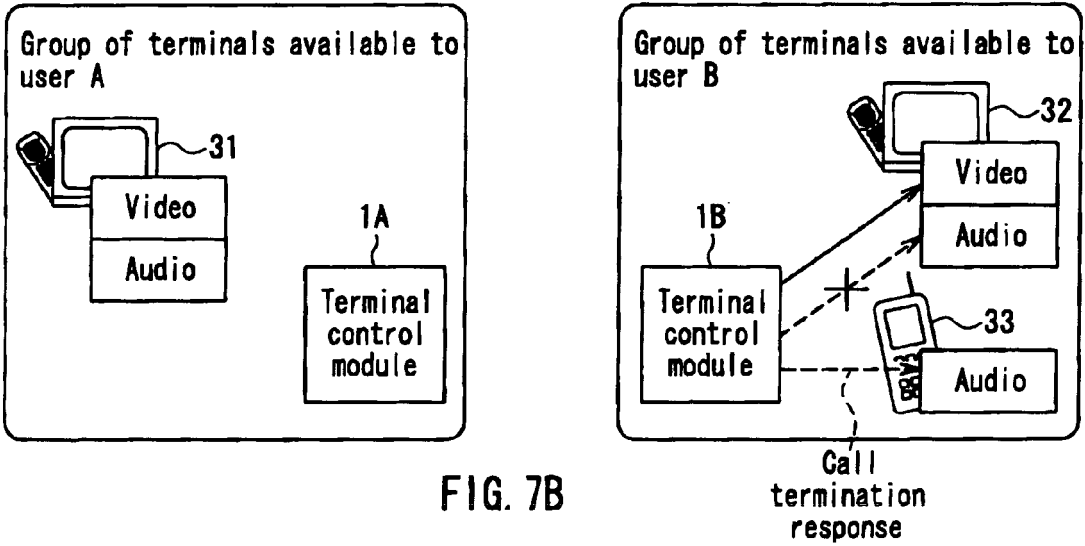 Group of terminals available to
user A
31
Video
Audio
1A
Terminal
control
module
Group of terminals available to
user B
32
Video
Audio
1B
Terminal
control
module
33
Audio
Call
termination
response
FIG. 7B